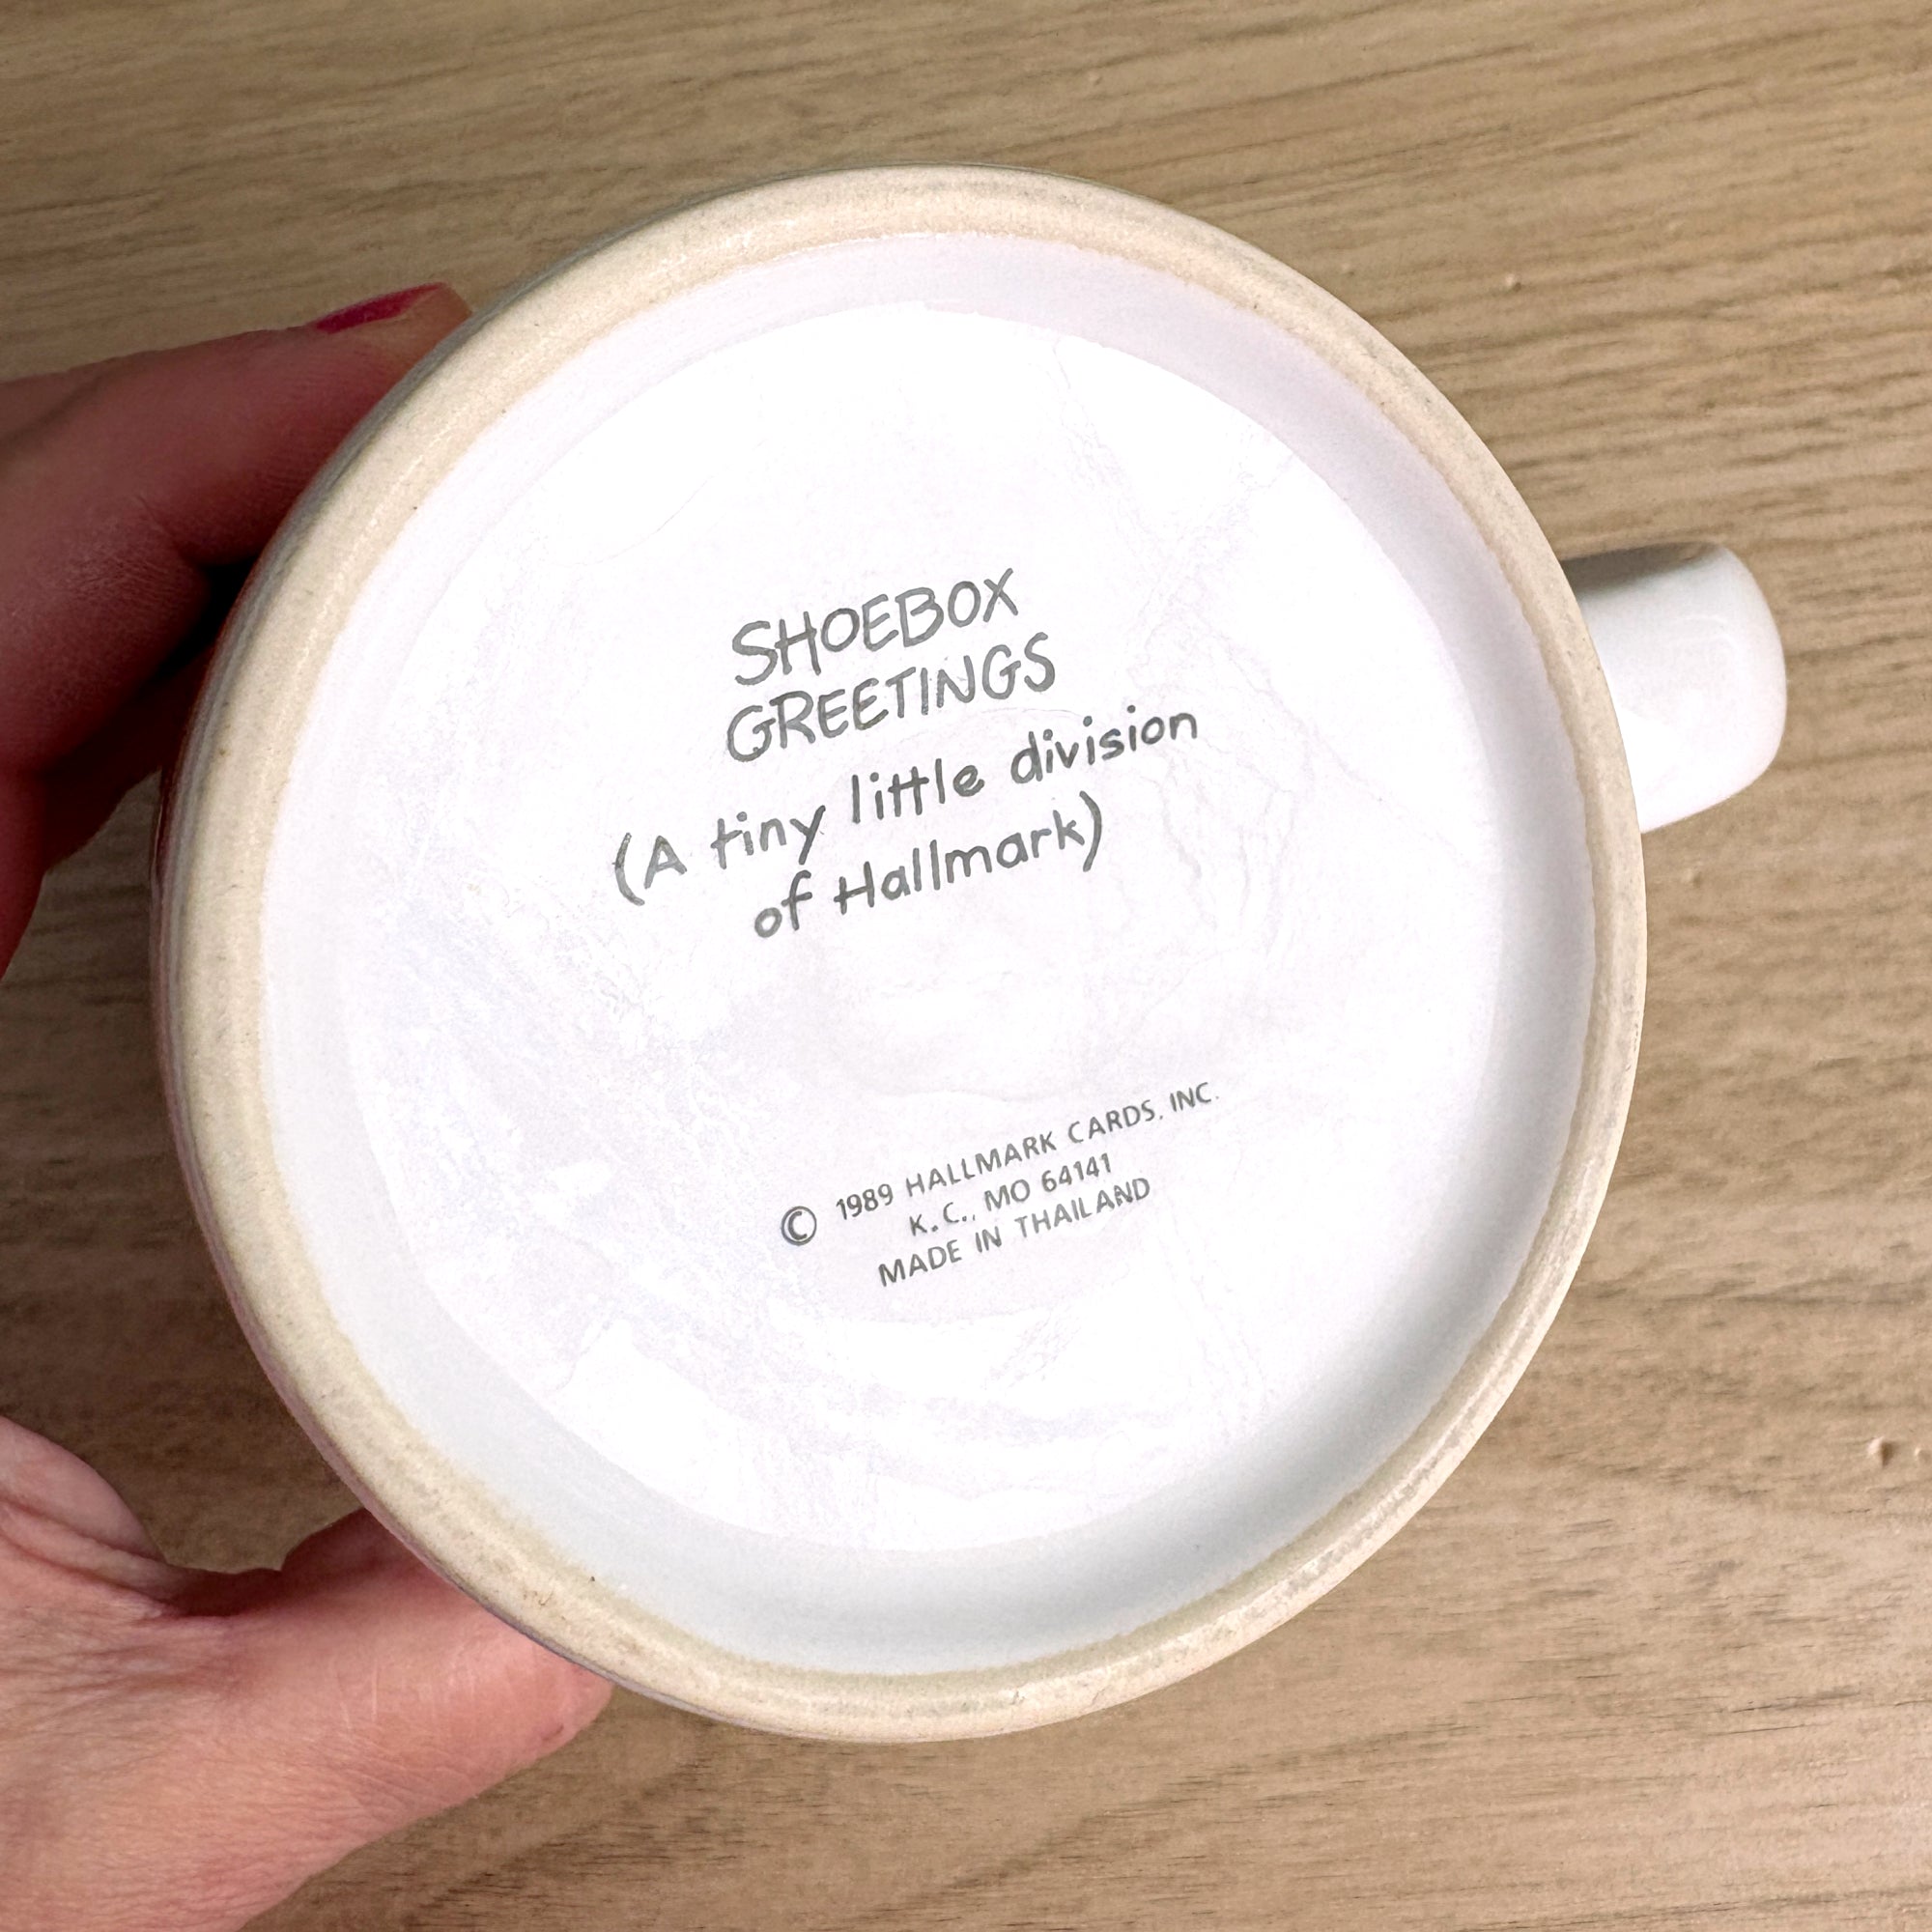 SHOEBOX
GREETINGS
(A tiny little division
of Hallmark)
© 1989 HALLMARK CARDS, INC.
K.C., MO 64141
MADE IN THAILAND